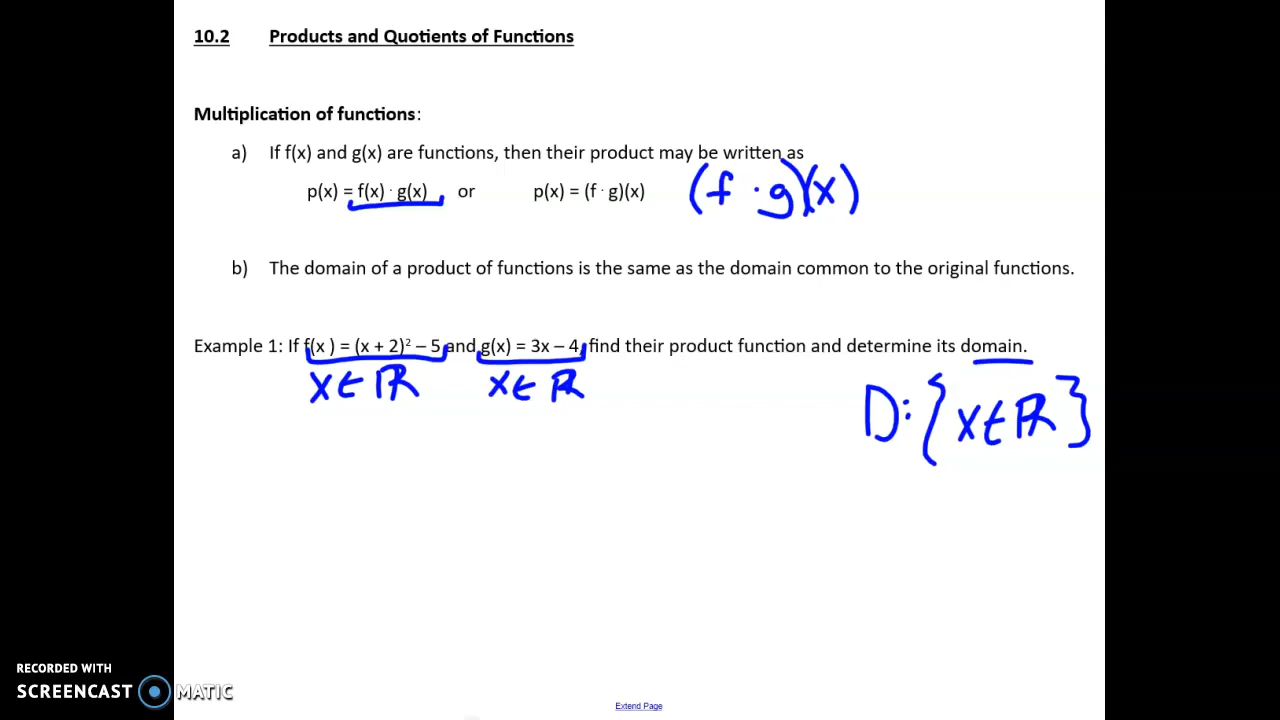 10.2 Products and Quotients of Functions
Multiplication of functions:
a) If f(x) and g(x) are functions, then their product may be written as
p(x) = f(x) · g(x) or p(x) = (f · g)(x) (f · g)(x)
b) The domain of a product of functions is the same as the domain common to the original functions.
Example 1: If f(x ) = (x + 2)² – 5 and g(x) = 3x – 4, find their product function and determine its domain.
x∈ℝ x∈ℝ
D: {x∈ℝ}
RECORDED WITH
SCREENCAST MATIC
Extend Page